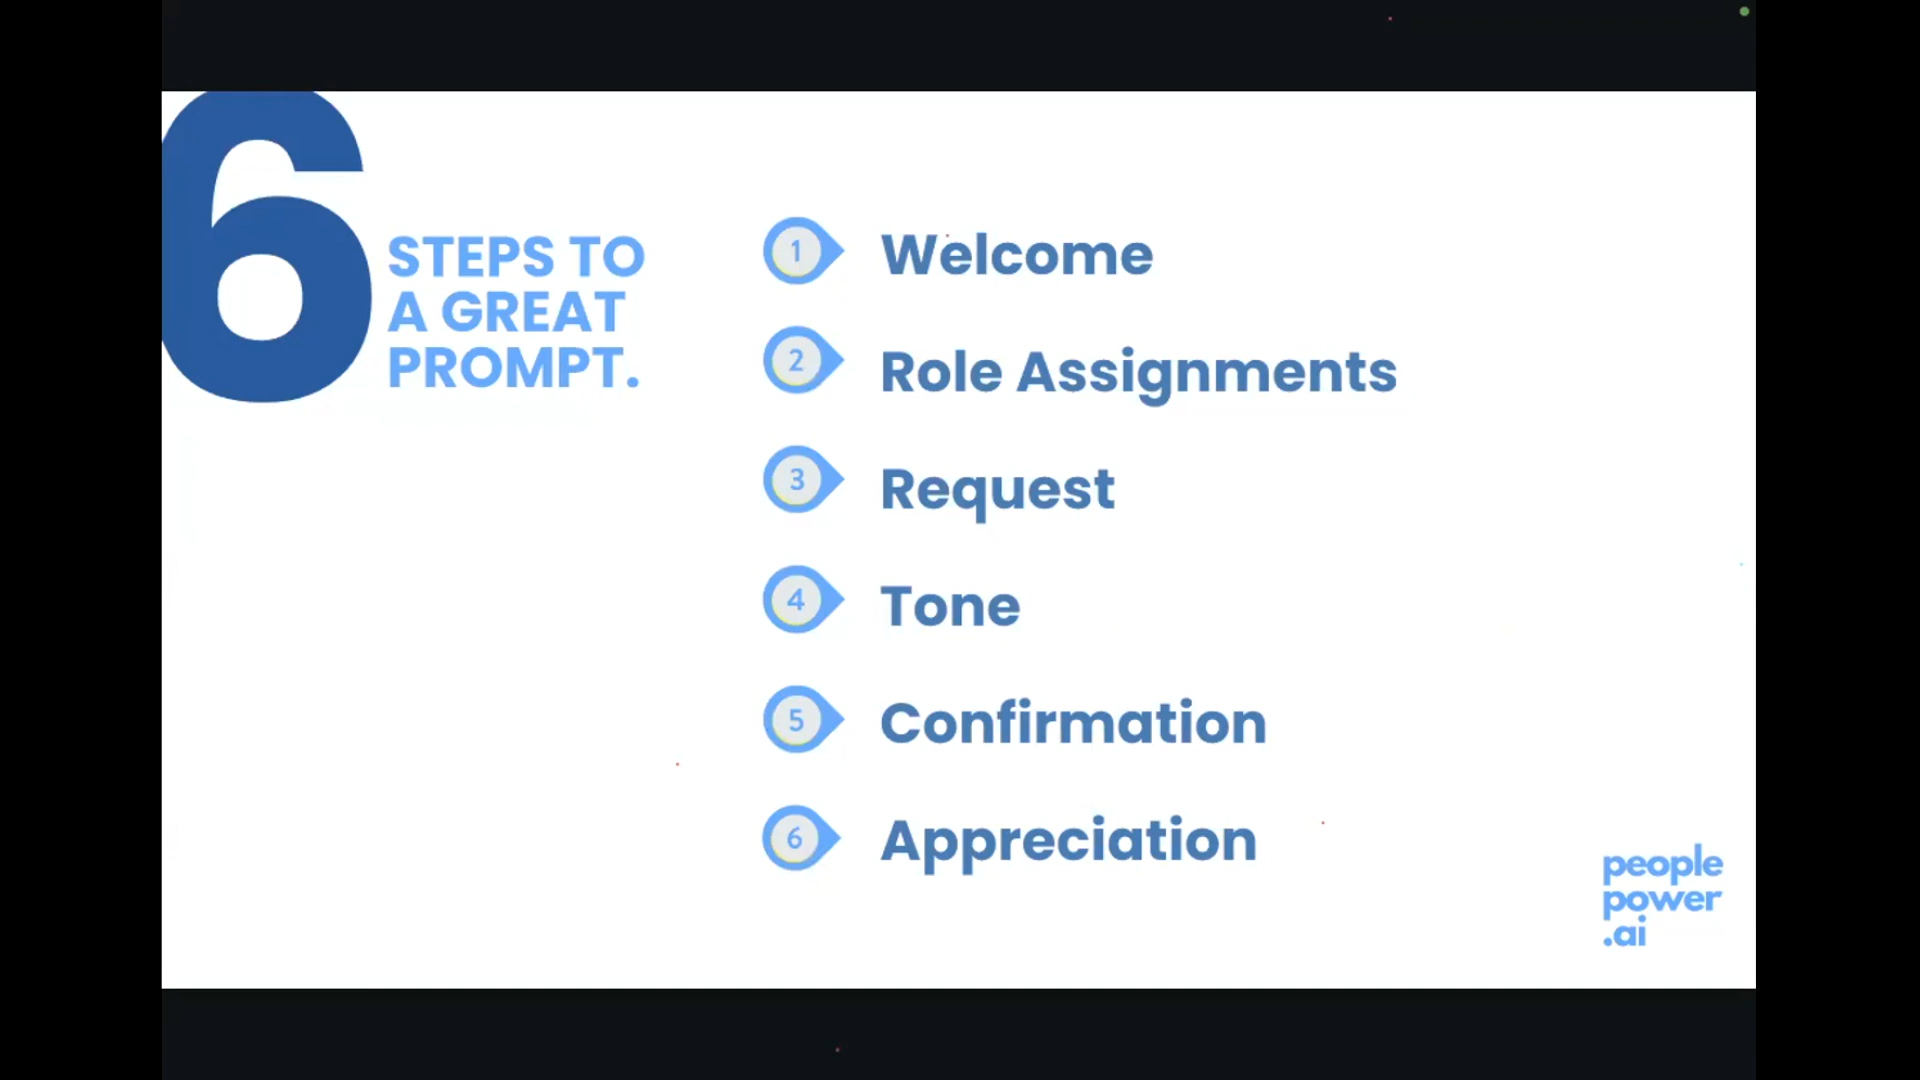 6
STEPS TO
A GREAT
PROMPT.
1 Welcome
2 Role Assignments
3 Request
4 Tone
5 Confirmation
6 Appreciation
people
power
.ai